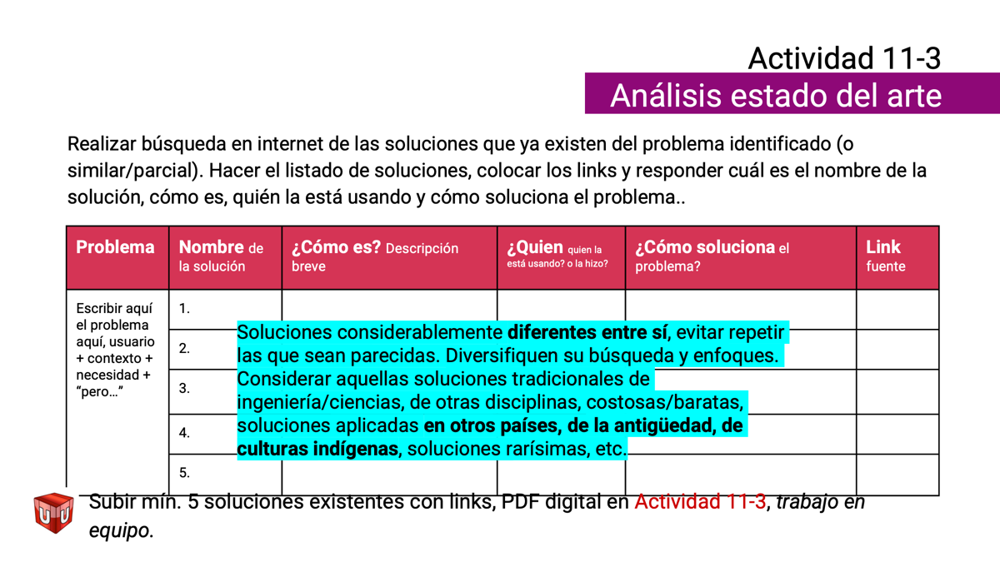 Actividad 11-3
Análisis estado del arte
Realizar búsqueda en internet de las soluciones que ya existen del problema identificado (o
similar/parcial). Hacer el listado de soluciones, colocar los links y responder cuál es el nombre de la
solución, cómo es, quién la está usando y cómo soluciona el problema..
Problema
Nombre de
la solución
¿Cómo es? Descripción
breve
¿Quien quien la
está usando? o la hizo?
¿Cómo soluciona el
problema?
Link
fuente
Escribir aquí
el problema
aquí, usuario
+ contexto +
necesidad +
“pero…”
1.
2.
3.
4.
5.
Soluciones considerablemente diferentes entre sí, evitar repetir
las que sean parecidas. Diversifiquen su búsqueda y enfoques.
Considerar aquellas soluciones tradicionales de
ingeniería/ciencias, de otras disciplinas, costosas/baratas,
soluciones aplicadas en otros países, de la antigüedad, de
culturas indígenas, soluciones rarísimas, etc.
Subir mín. 5 soluciones existentes con links, PDF digital en Actividad 11-3, trabajo en
equipo.